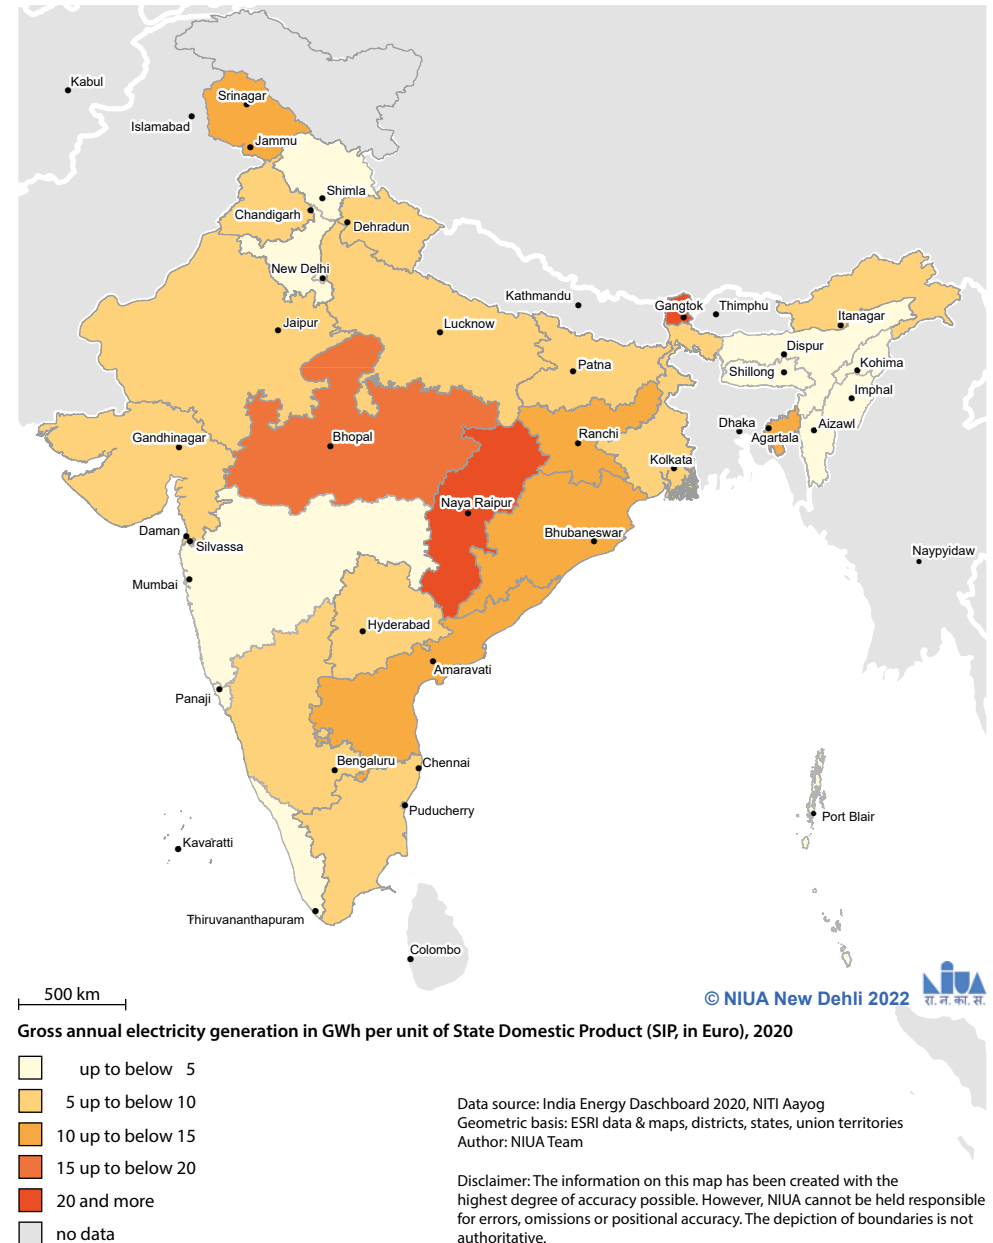 Kabul
Srinagar
Islamabad
Jammu
Shimla
Chandigarh
Dehradun
New Delhi
Kathmandu
Gangtok
Thimphu
Itanagar
Jaipur
Lucknow
Dispur
Patna
Kohima
Shillong
Imphal
Dhaka
Aizawl
Gandhinagar
Bhopal
Ranchi
Agartala
Kolkata
Naya Raipur
Daman
Bhubaneswar
Silvassa
Naypyidaw
Mumbai
Hyderabad
Amaravati
Panaji
Bengaluru
Chennai
Puducherry
Port Blair
Kavaratti
Thiruvananthapuram
Colombo
NIUA
रा. न. का. सं.
500 km
© NIUA New Dehli 2022
Gross annual electricity generation in GWh per unit of State Domestic Product (SIP, in Euro), 2020
up to below 5
5 up to below 10
10 up to below 15
15 up to below 20
20 and more
no data
Data source: India Energy Daschboard 2020, NITI Aayog
Geometric basis: ESRI data & maps, districts, states, union territories
Author: NIUA Team
Disclaimer: The information on this map has been created with the
highest degree of accuracy possible. However, NIUA cannot be held responsible
for errors, omissions or positional accuracy. The depiction of boundaries is not
authoritative.